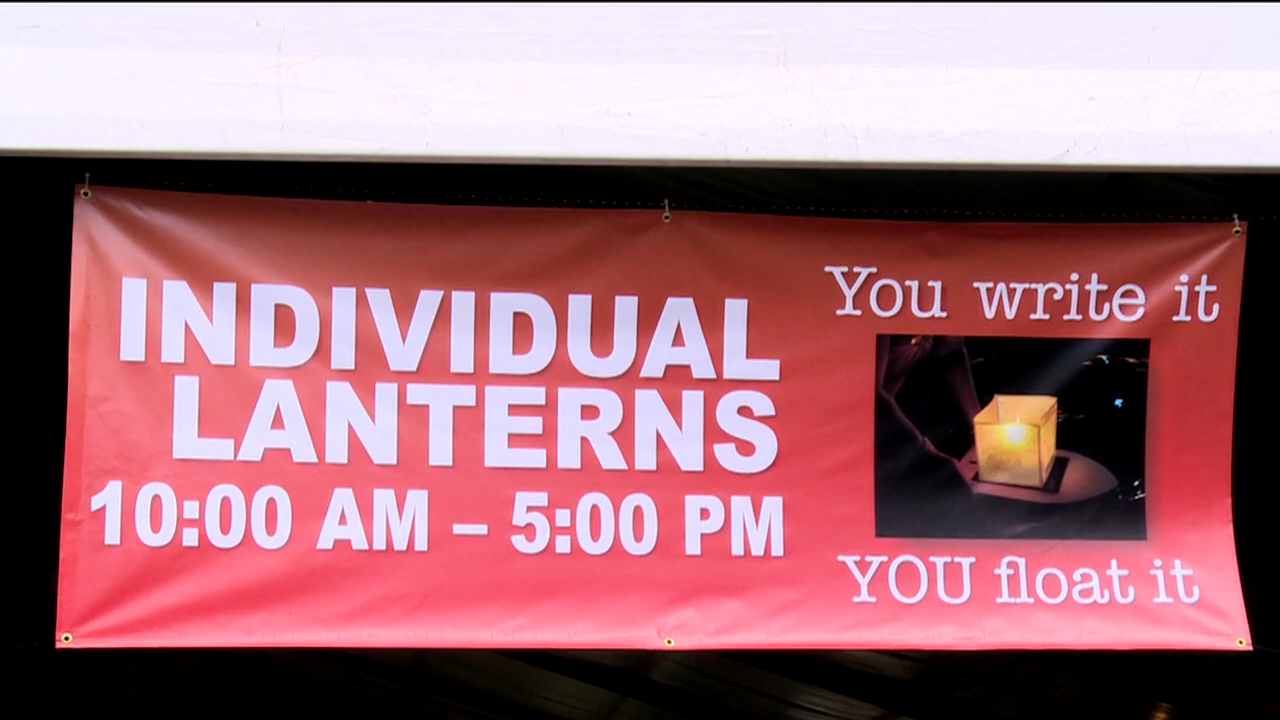 INDIVIDUAL
LANTERNS
10:00 AM – 5:00 PM
You write it
YOU float it